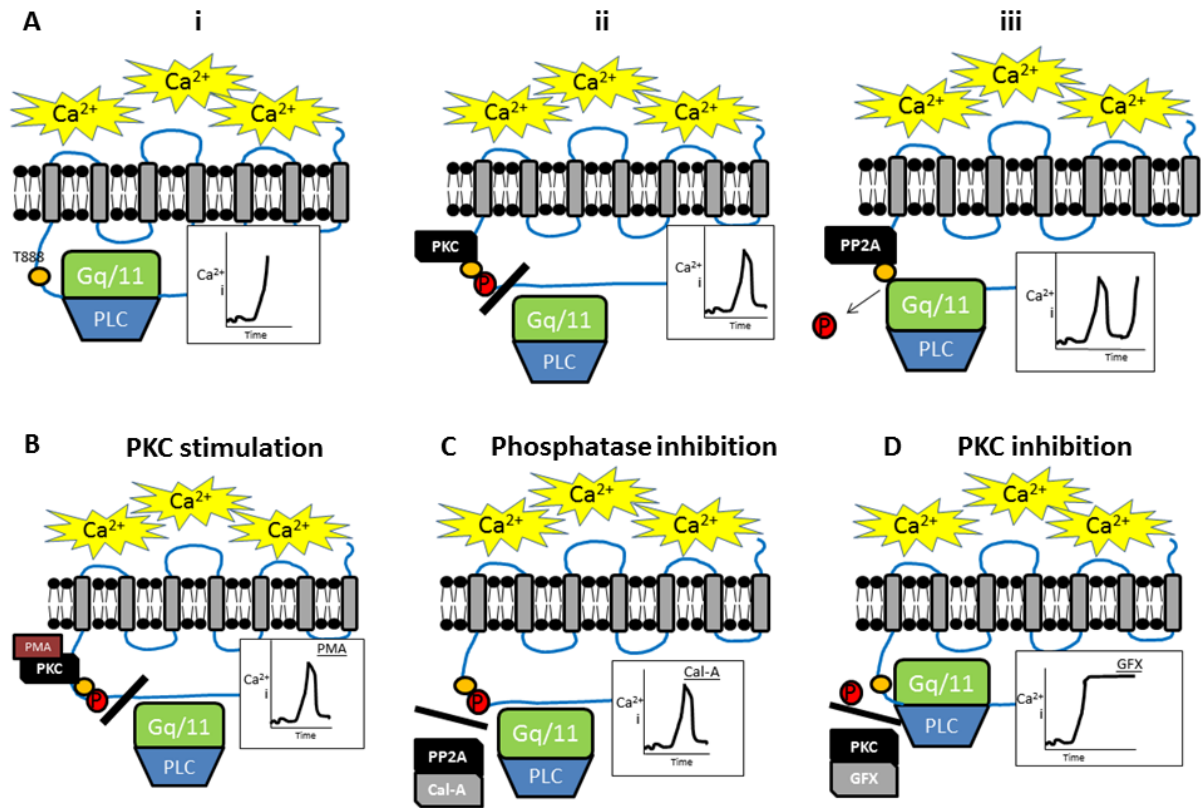 A
i
ii
iii
Ca2+
Ca2+
Ca2+
T888
Gq/11
PLC
Ca2+
i
Time
Ca2+
Ca2+
Ca2+
PKC
P
Gq/11
PLC
Ca2+
i
Time
Ca2+
Ca2+
Ca2+
PP2A
P
Gq/11
PLC
Ca2+
i
Time
B
PKC stimulation
Ca2+
Ca2+
Ca2+
PMA
PKC
P
Gq/11
PLC
PMA
Ca2+
i
Time
C
Phosphatase inhibition
Ca2+
Ca2+
Ca2+
P
PP2A
Cal-A
Gq/11
PLC
Cal-A
Ca2+
i
Time
D
PKC inhibition
Ca2+
Ca2+
Ca2+
P
PKC
GFX
Gq/11
PLC
GFX
Ca2+
i
Time